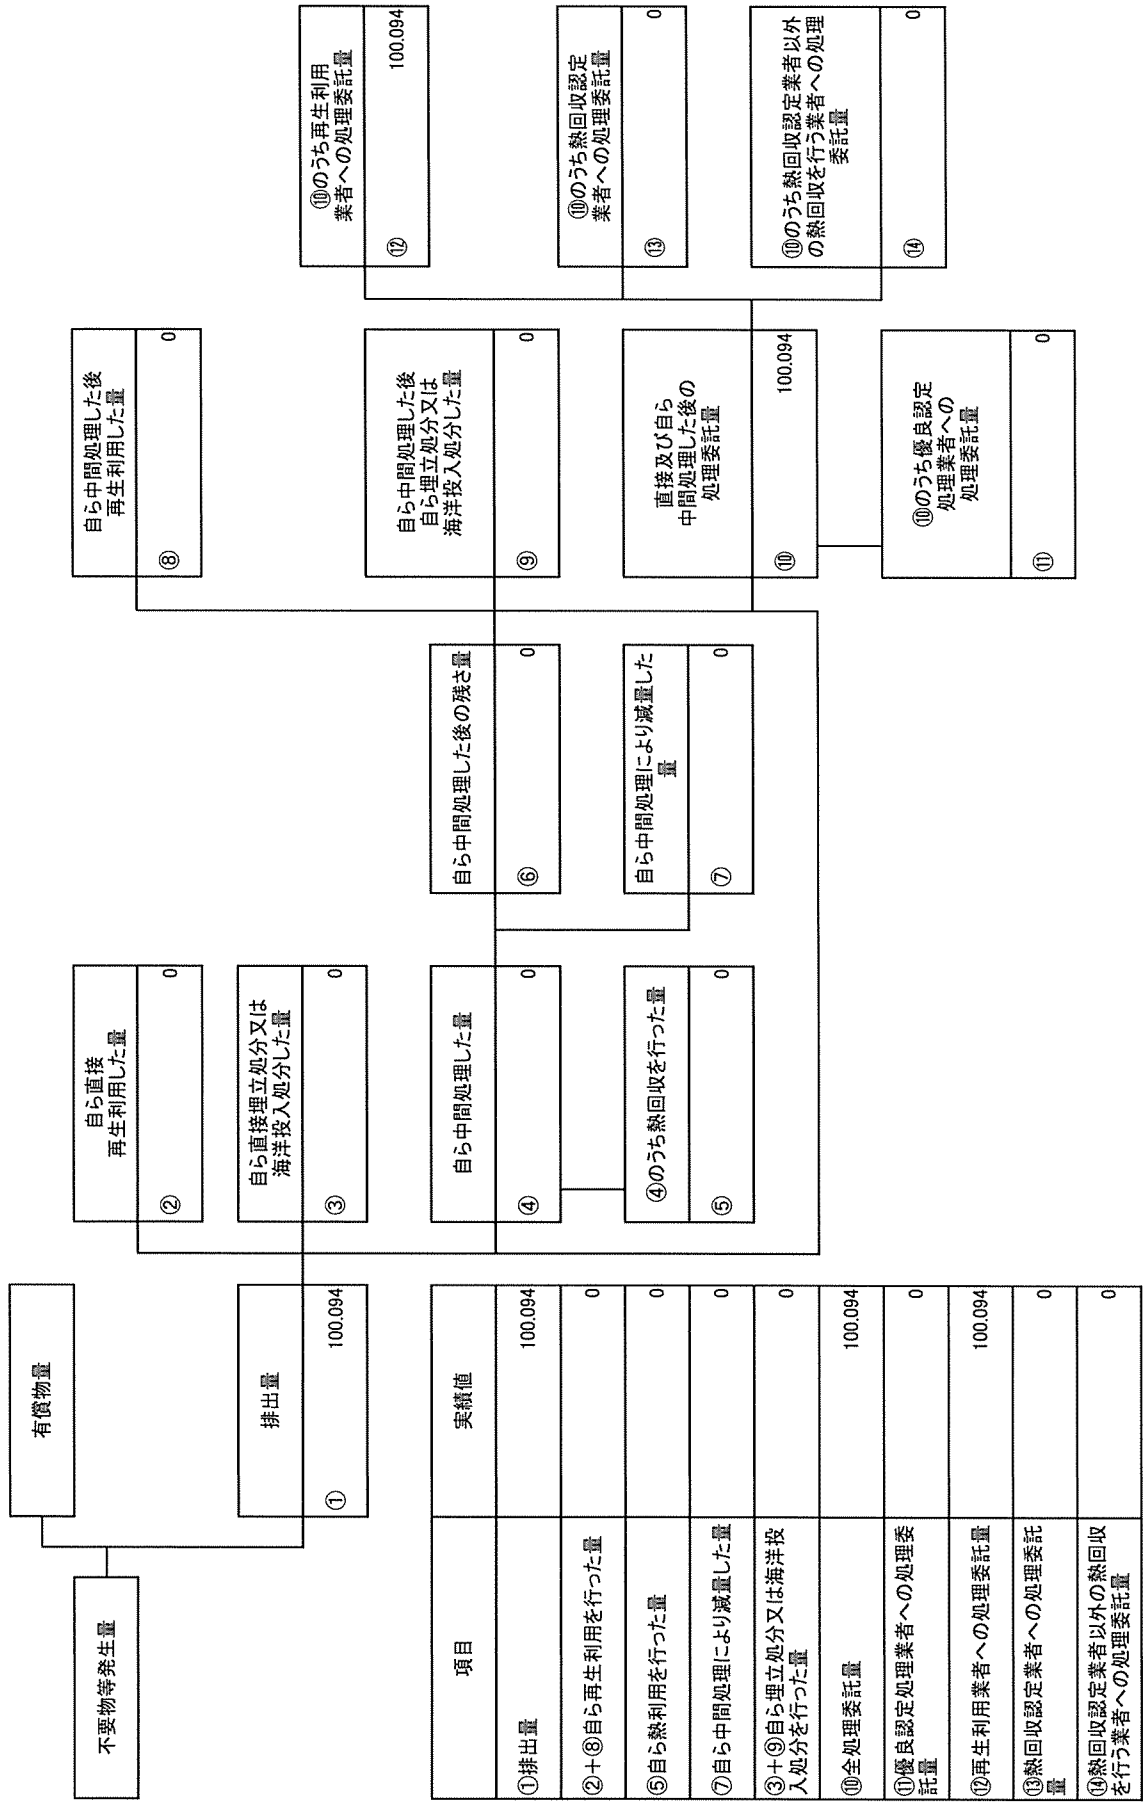 不要物等発生量
有償物量
排出量
① 100.094
自ら直接
再生利用した量
② 0
自ら直接埋立処分又は
海洋投入処分した量
③ 0
自ら中間処理した量
④ 0
④のうち熱回収を行った量
⑤ 0
自ら中間処理した後の残さ量
⑥ 0
自ら中間処理により減量した
量
⑦ 0
自ら中間処理した後
再生利用した量
⑧ 0
自ら中間処理した後
自ら埋立処分又は
海洋投入処分した量
⑨ 0
直接及び自ら
中間処理した後の
処理委託量
⑩ 100.094
⑩のうち優良認定
処理業者への
処理委託量
⑪ 0
⑩のうち再生利用
業者への処理委託量
⑫ 100.094
⑩のうち熱回収認定
業者への処理委託量
⑬ 0
⑩のうち熱回収認定業者以外
の熱回収を行う業者への処理
委託量
⑭ 0
項目 実績値
①排出量 100.094
②+⑧自ら再生利用を行った量 0
⑤自ら熱利用を行った量 0
⑦自ら中間処理により減量した量 0
③+⑨自ら埋立処分又は海洋投
入処分を行った量 0
⑩全処理委託量 100.094
⑪優良認定処理業者への処理委
託量 0
⑫再生利用業者への処理委託量 100.094
⑬熱回収認定業者への処理委託
量 0
⑭熱回収認定業者以外の熱回収
を行う業者への処理委託量 0